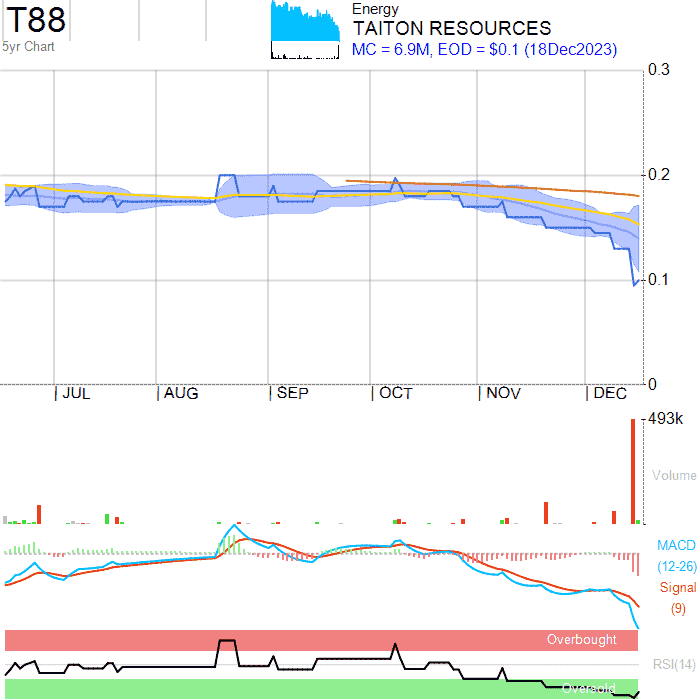 T88
5yr Chart
Energy
TAITON RESOURCES
MC = 6.9M, EOD = $0.1 (18Dec2023)
0.3
0.2
0.1
0
JUL
AUG
SEP
OCT
NOV
DEC
493k
Volume
MACD
(12-26)
Signal
(9)
Overbought
RSI(14)
Oversold